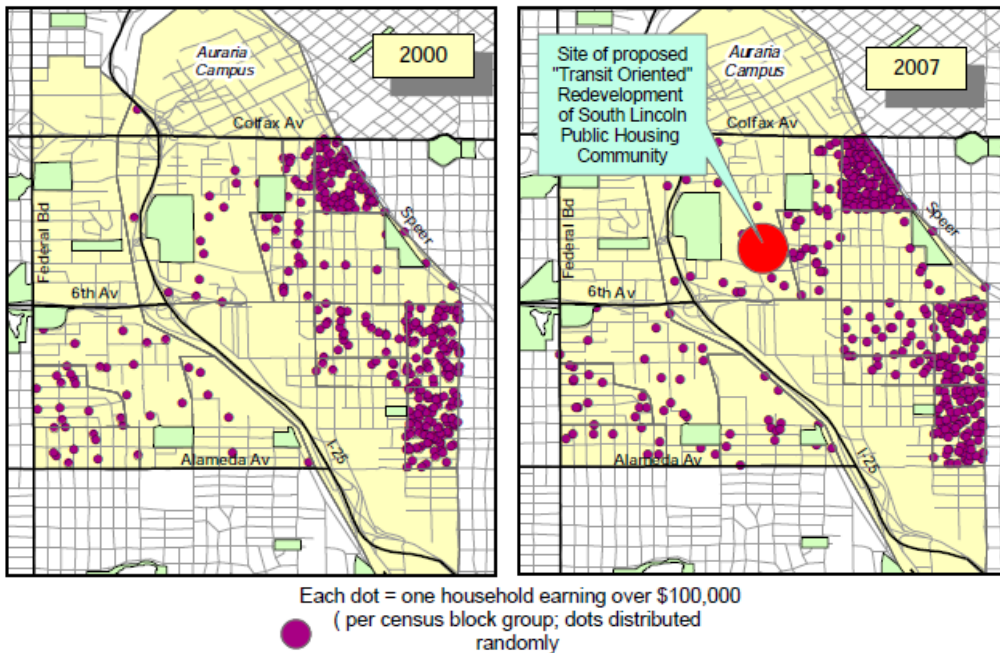 Auraria
Campus
2000
Colfax Av
Federal Bd
Speer
6th Av
Alameda Av
I-25
Site of proposed
"Transit Oriented"
Redevelopment
of South Lincoln
Public Housing
Community
Auraria
Campus
2007
Colfax Av
Federal Bd
Speer
6th Av
Alameda Av
I-25
Each dot = one household earning over $100,000
( per census block group; dots distributed
randomly